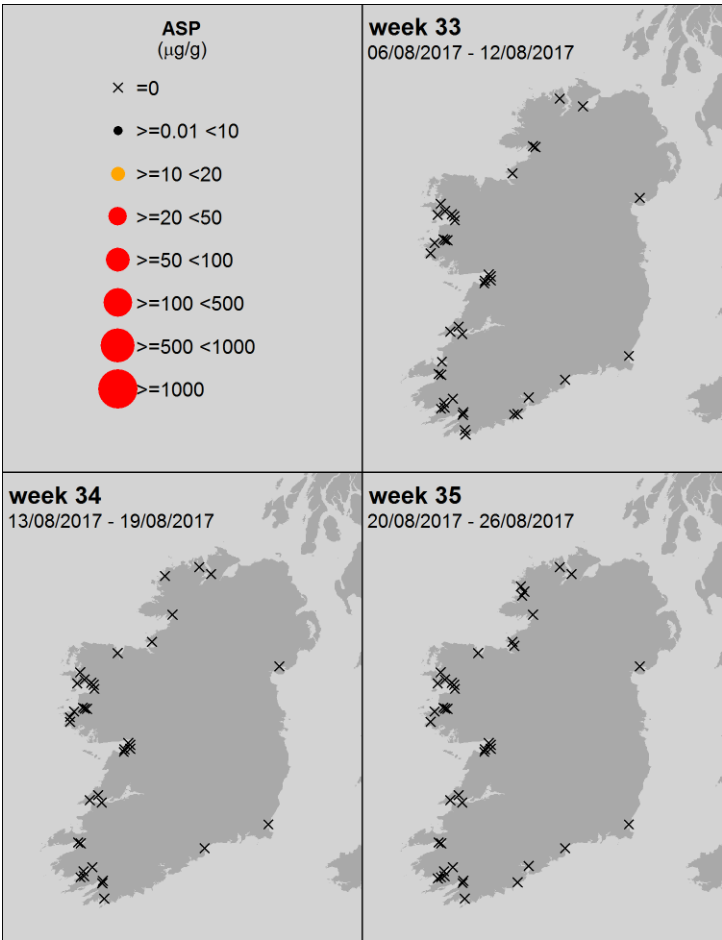 ASP
(µg/g)
=0
>=0.01 <10
>=10 <20
>=20 <50
>=50 <100
>=100 <500
>=500 <1000
>=1000
week 33
06/08/2017 - 12/08/2017
week 34
13/08/2017 - 19/08/2017
week 35
20/08/2017 - 26/08/2017